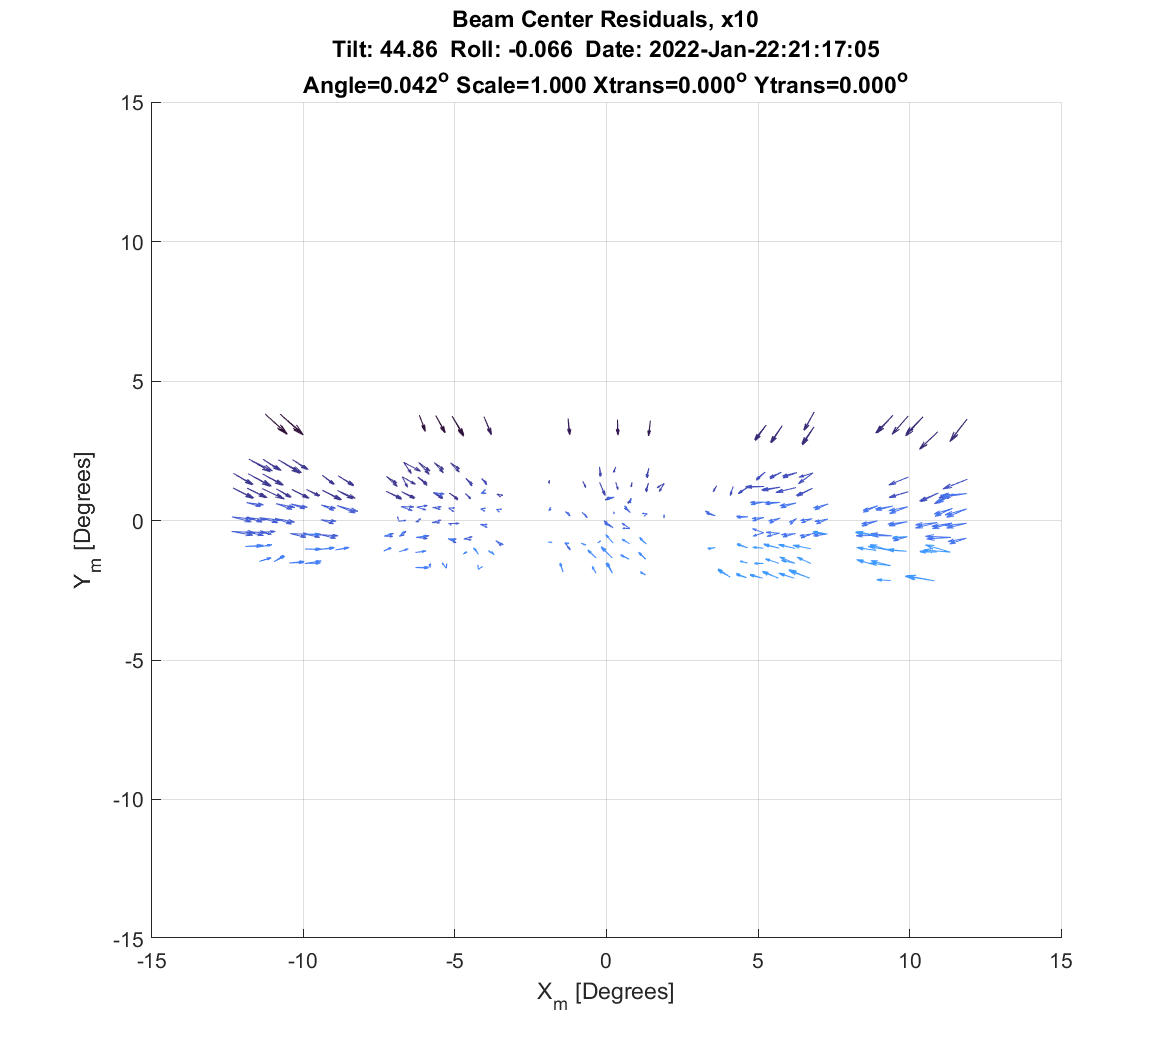 Beam Center Residuals, x10
Tilt: 44.86 Roll: -0.066 Date: 2022-Jan-22:21:17:05
Angle=0.042° Scale=1.000 Xtrans=0.000° Ytrans=0.000°
15
10
5
0
-5
-10
-15
Y_m [Degrees]
-15 -10 -5 0 5 10 15
X_m [Degrees]